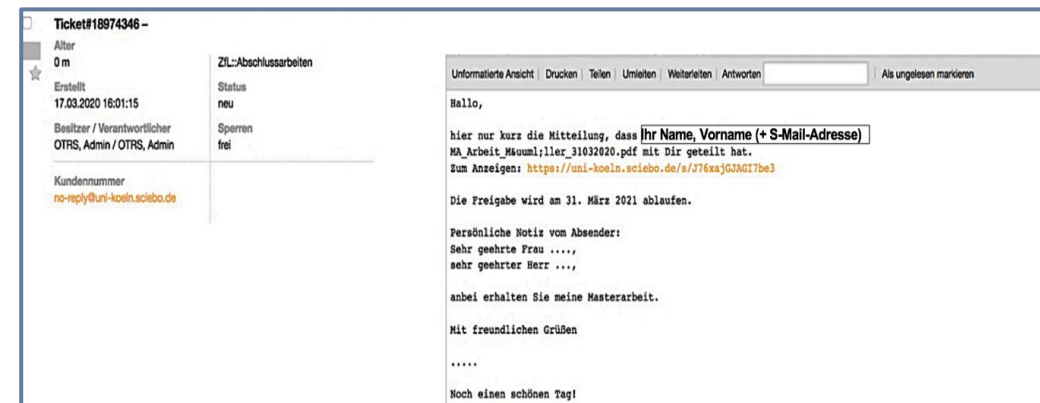 Ticket#18974346 –
Alter
0 m
ZfL::Abschlussarbeiten
Erstellt
Status
17.03.2020 16:01:15
neu
Besitzer / Verantwortlicher
Sperren
OTRS, Admin / OTRS, Admin
frei
Kundennummer
no-reply@uni-koeln.sciebo.de
Unformatierte Ansicht | Drucken | Teilen | Umleiten | Weiterleiten | Antworten | Als ungelesen markieren
Hallo,
hier nur kurz die Mitteilung, dass Ihr Name, Vorname (+ S-Mail-Adresse)
MA_Arbeit_M&uuml;ller_31032020.pdf mit Dir geteilt hat.
Zum Anzeigen: https://uni-koeln.sciebo.de/s/J76xajGJAGI7be3
Die Freigabe wird am 31. März 2021 ablaufen.
Persönliche Notiz vom Absender:
Sehr geehrte Frau ....,
sehr geehrter Herr ...,
anbei erhalten Sie meine Masterarbeit.
Mit freundlichen Grüßen
.....
Noch einen schönen Tag!